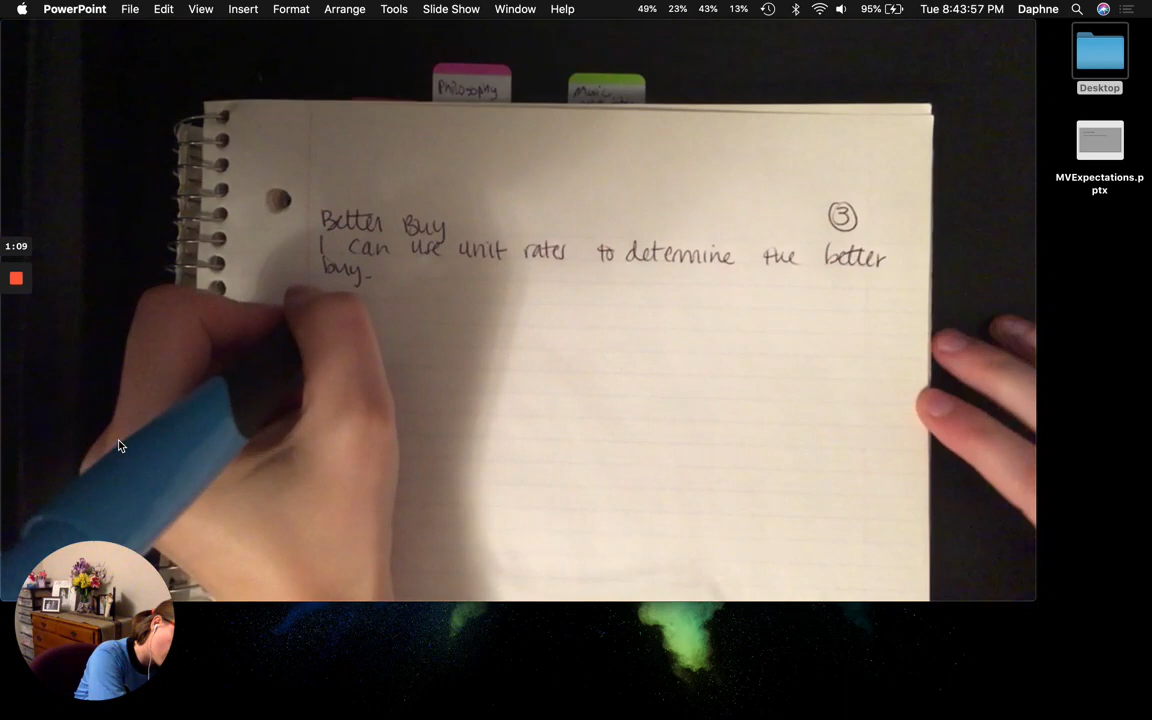 PowerPoint File Edit View Insert Format Arrange Tools Slide Show Window Help 49% 23% 43% 13% 95% Tue 8:43:57 PM Daphne
Desktop
MVExpectations.p
ptx
1:09
Philosophy
Music
Better Buy
3
I can use unit rates to determine the better
buy.